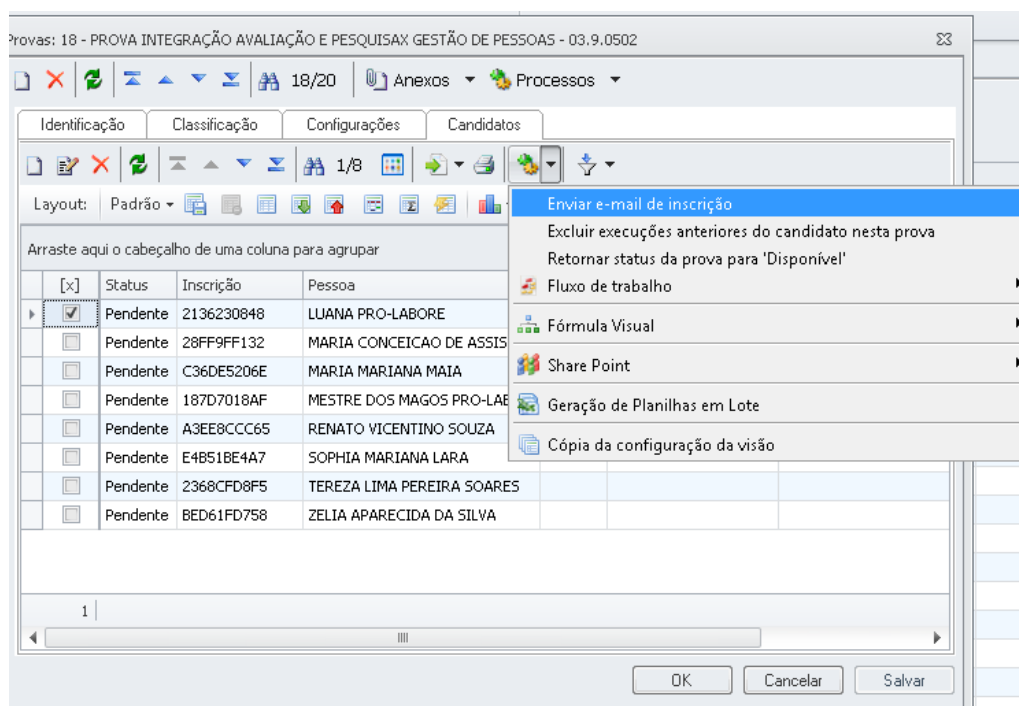 Provas: 18 - PROVA INTEGRAÇÃO AVALIAÇÃO E PESQUISAX GESTÃO DE PESSOAS - 03.9.0502
18/20 Anexos Processos
Identificação Classificação Configurações Candidatos
1/8
Layout: Padrão
Enviar e-mail de inscrição
Excluir execuções anteriores do candidato nesta prova
Retornar status da prova para 'Disponível'
Fluxo de trabalho
Fórmula Visual
Share Point
Geração de Planilhas em Lote
Cópia da configuração da visão
Arraste aqui o cabeçalho de uma coluna para agrupar
[x] Status Inscrição Pessoa
Pendente 2136230848 LUANA PRO-LABORE
Pendente 28FF9FF132 MARIA CONCEICAO DE ASSIS
Pendente C36DE5206E MARIA MARIANA MAIA
Pendente 187D7018AF MESTRE DOS MAGOS PRO-LAB
Pendente A3EE8CCC65 RENATO VICENTINO SOUZA
Pendente E4B51BE4A7 SOPHIA MARIANA LARA
Pendente 2368CFD8F5 TEREZA LIMA PEREIRA SOARES
Pendente BED61FD758 ZELIA APARECIDA DA SILVA
1
OK Cancelar Salvar